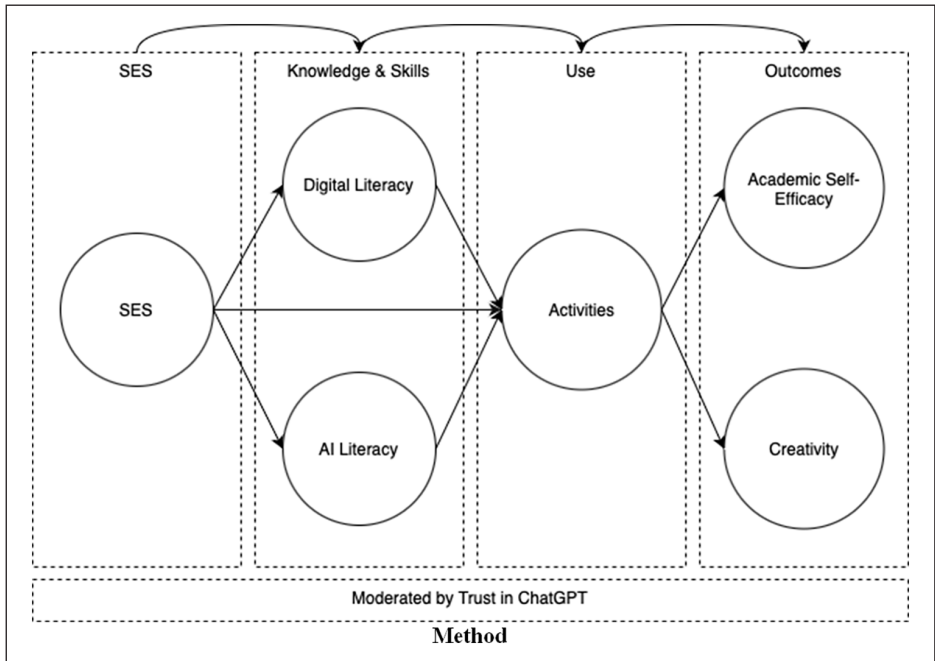 SES
Knowledge & Skills
Use
Outcomes
Digital Literacy
Academic Self-
Efficacy
SES
Activities
AI Literacy
Creativity
Moderated by Trust in ChatGPT
Method